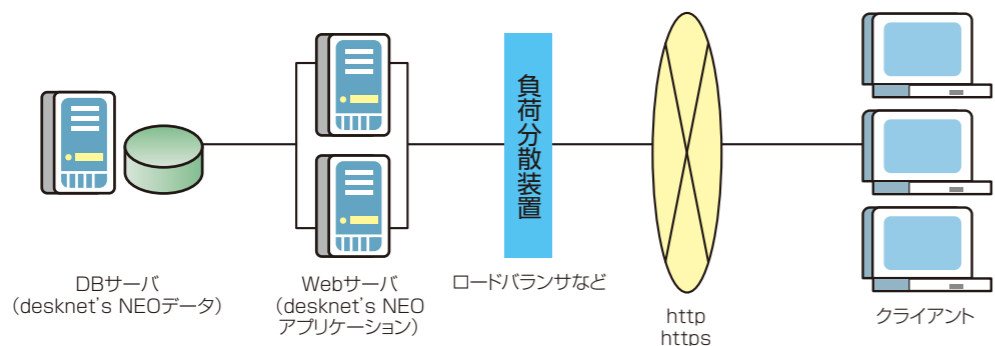 負荷分散装置
DBサーバ
(desknet's NEOデータ)
Webサーバ
(desknet's NEO
アプリケーション)
ロードバランサなど
http
https
クライアント